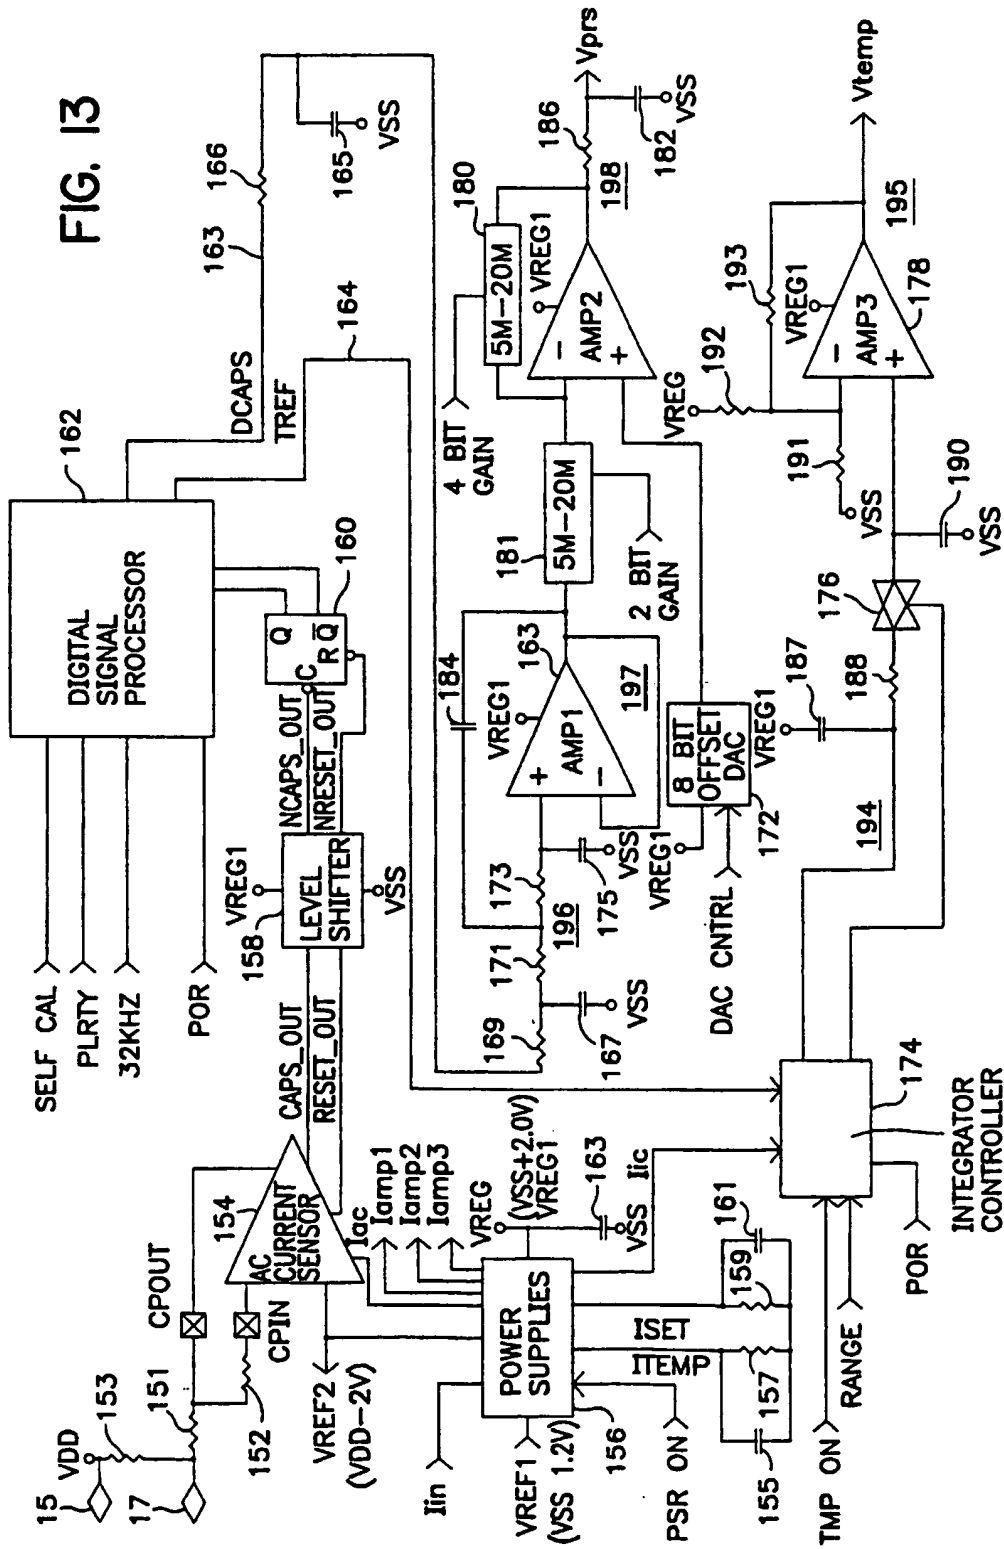 FIG. 13
162
DIGITAL
SIGNAL
PROCESSOR
SELF CAL
PLRTY
32KHZ
POR
DCAPS
TREF
163
166
164
165
VSS
160
Q
C
Q
R
NCAPS_OUT
NRESET_OUT
VREG1
158
LEVEL
SHIFTER
VSS
CAPS_OUT
RESET_OUT
154
AC
CURRENT
SENSOR
CPOUT
CPIN
15
17
VDD
153
151
152
VREF2
(VDD-2V)
Iac
Iamp1
Iamp2
Iamp3
VREG
(VSS+2.0V)
VREG1
163
VSS
Iic
Iin
POWER
SUPPLIES
VREF1
(VSS 1.2V)
156
PSR ON
ISET
ITEMP
155
157
159
161
TMP ON
RANGE
POR
174
INTEGRATOR
CONTROLLER
169
167
VSS
171
196
173
175
VSS
184
VREG1
163
+
AMP1
−
197
181
5M-20M
2 BIT
GAIN
4 BIT
GAIN
180
5M-20M
VREG1
−
AMP2
+
198
186
Vprs
182
VSS
VREG1
8 BIT
OFFSET
DAC
172
DAC CNTRL
194
VREG1
187
188
176
190
VSS
VREG
192
191
VSS
193
VREG1
−
AMP3
+
178
195
Vtemp